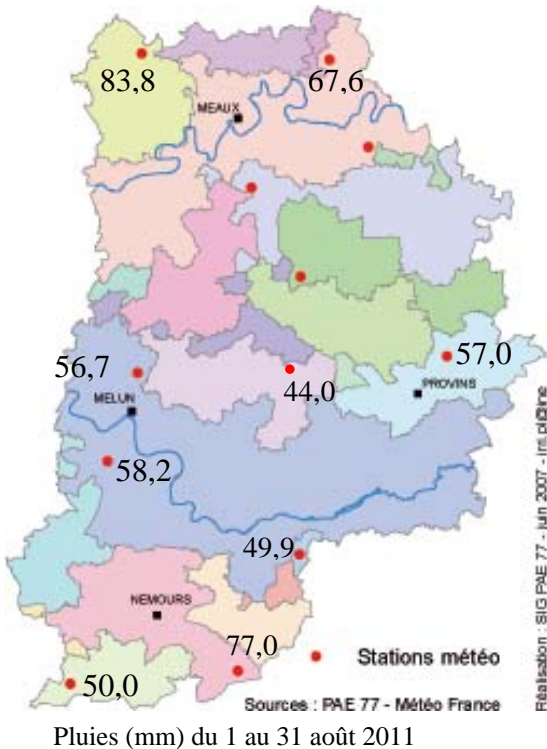 83,8
67,6
MEAUX
56,7
57,0
44,0
PROVINS
MELUN
58,2
49,9
NEMOURS
77,0
50,0
Stations météo
Sources : PAE 77 - Météo France
Réalisation : SIG PAE 77 - juin 2007 -
Pluies (mm) du 1 au 31 août 2011